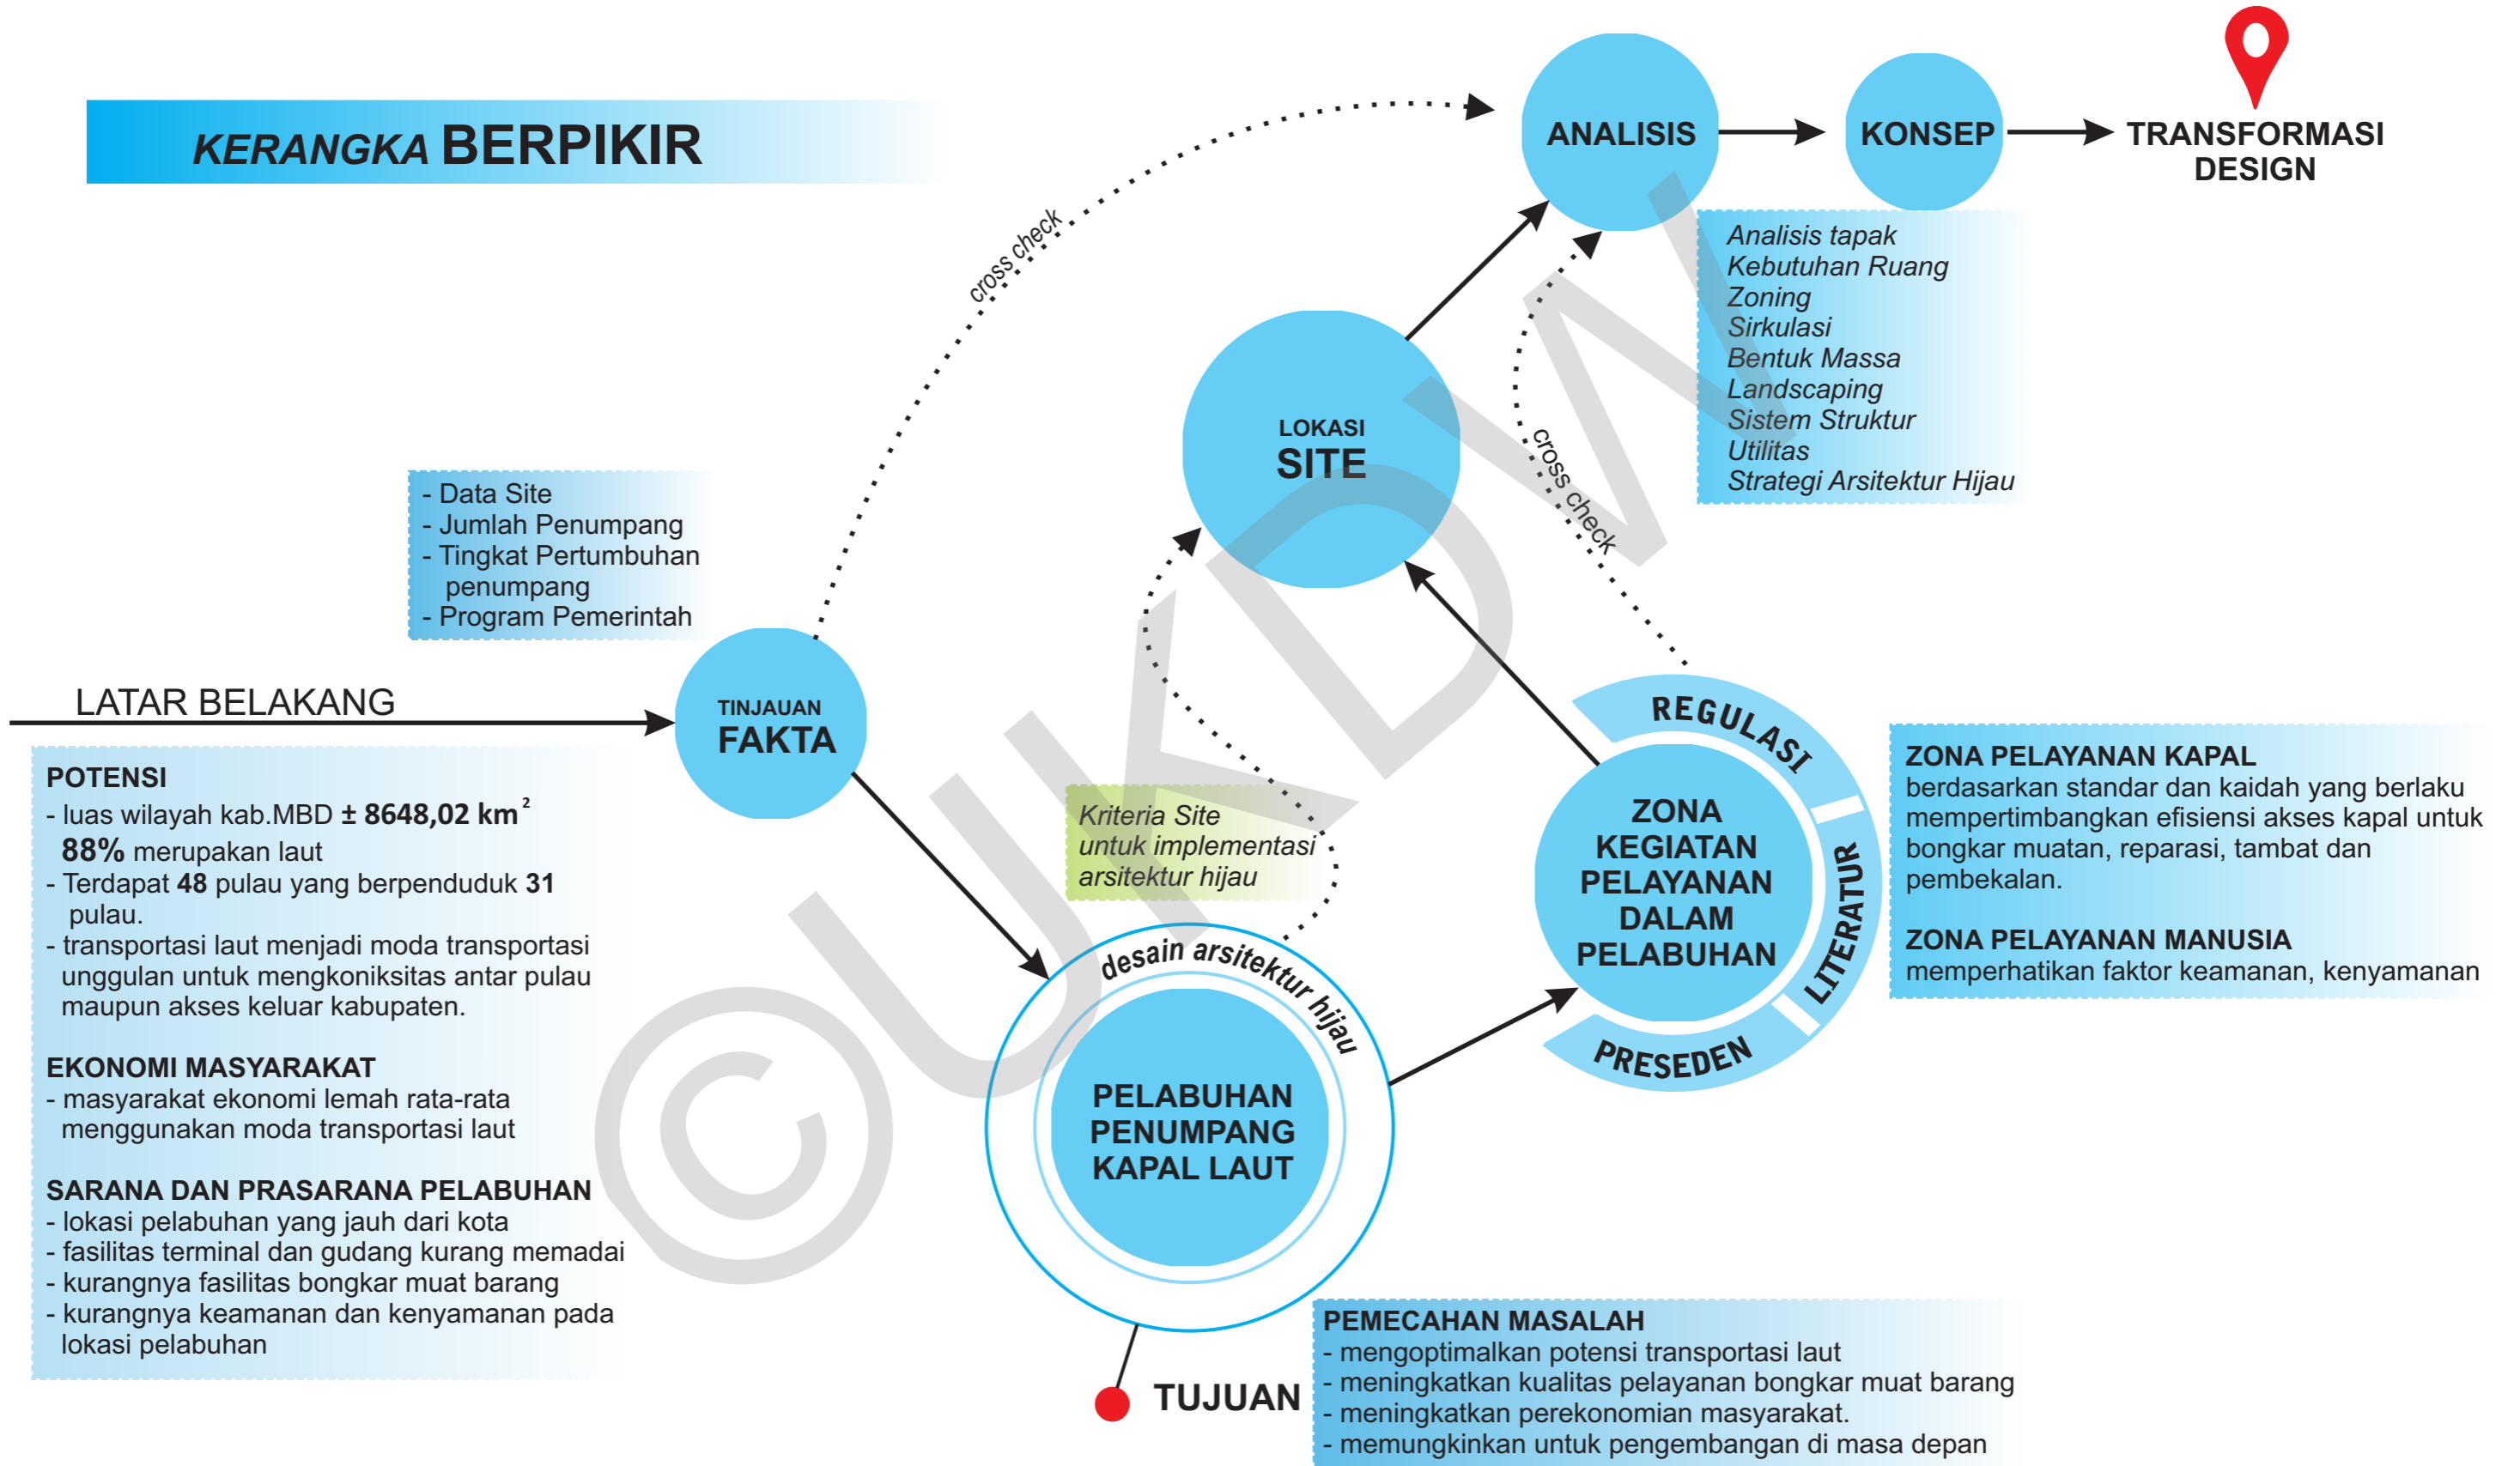 KERANGKA BERPIKIR
ANALISIS
KONSEP
TRANSFORMASI
DESIGN
Analisis tapak
Kebutuhan Ruang
Zoning
Sirkulasi
Bentuk Massa
Landscaping
Sistem Struktur
Utilitas
Strategi Arsitektur Hijau
cross check
LOKASI
SITE
cross check
- Data Site
- Jumlah Penumpang
- Tingkat Pertumbuhan
penumpang
- Program Pemerintah
LATAR BELAKANG
TINJAUAN
FAKTA
POTENSI
- luas wilayah kab.MBD ± 8648,02 km²
88% merupakan laut
- Terdapat 48 pulau yang berpenduduk 31
pulau.
- transportasi laut menjadi moda transportasi
unggulan untuk mengkoniksitas antar pulau
maupun akses keluar kabupaten.
EKONOMI MASYARAKAT
- masyarakat ekonomi lemah rata-rata
menggunakan moda transportasi laut
SARANA DAN PRASARANA PELABUHAN
- lokasi pelabuhan yang jauh dari kota
- fasilitas terminal dan gudang kurang memadai
- kurangnya fasilitas bongkar muat barang
- kurangnya keamanan dan kenyamanan pada
lokasi pelabuhan
Kriteria Site
untuk implementasi
arsitektur hijau
desain arsitektur hijau
PELABUHAN
PENUMPANG
KAPAL LAUT
REGULASI
LITERATUR
PRESEDEN
ZONA
KEGIATAN
PELAYANAN
DALAM
PELABUHAN
ZONA PELAYANAN KAPAL
berdasarkan standar dan kaidah yang berlaku
mempertimbangkan efisiensi akses kapal untuk
bongkar muatan, reparasi, tambat dan
pembekalan.
ZONA PELAYANAN MANUSIA
memperhatikan faktor keamanan, kenyamanan
TUJUAN
PEMECAHAN MASALAH
- mengoptimalkan potensi transportasi laut
- meningkatkan kualitas pelayanan bongkar muat barang
- meningkatkan perekonomian masyarakat.
- memungkinkan untuk pengembangan di masa depan
©UKDW